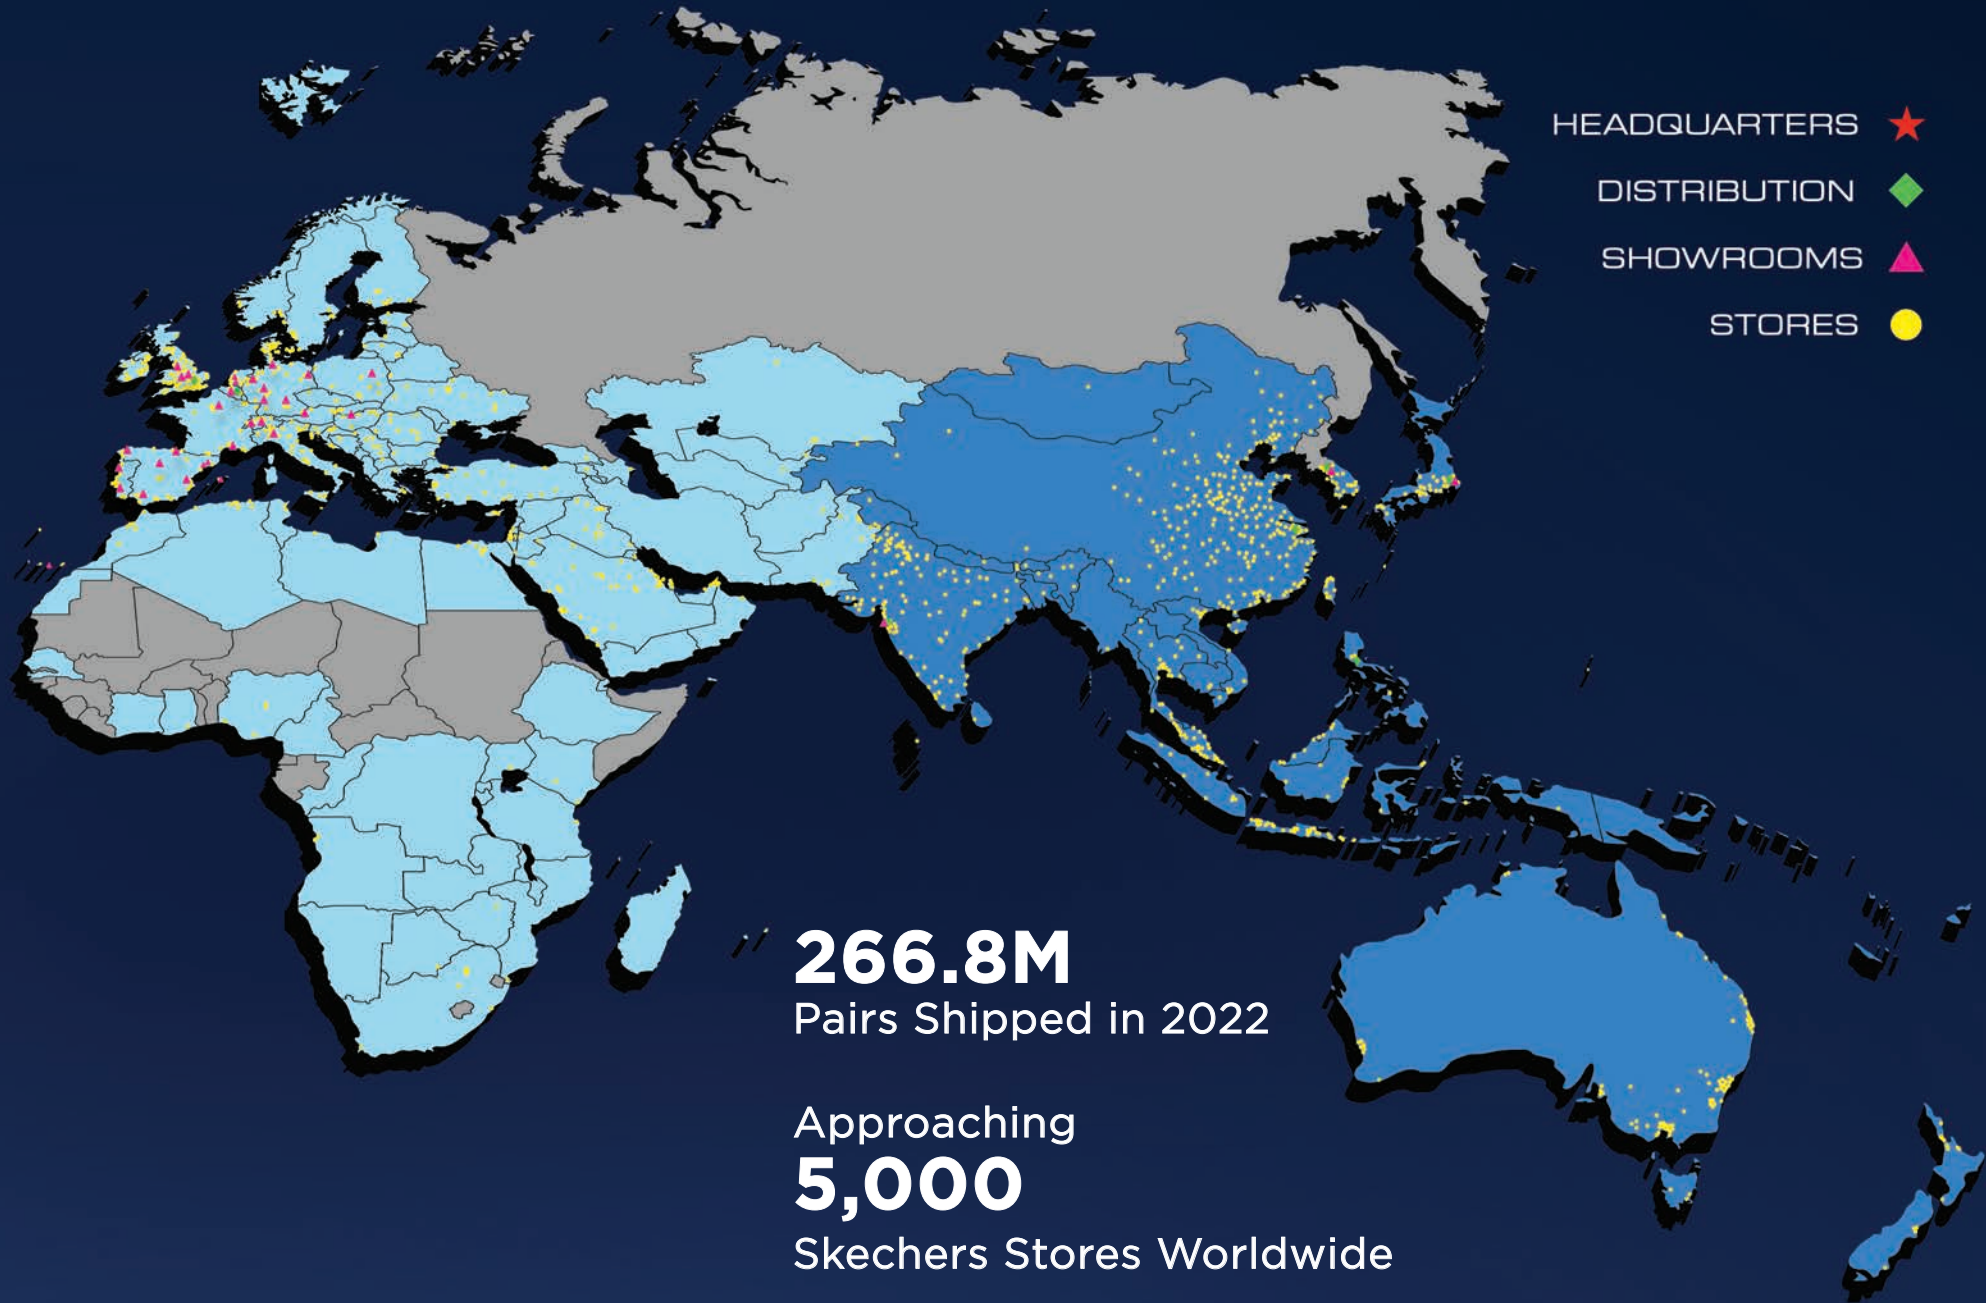 HEADQUARTERS
DISTRIBUTION
SHOWROOMS
STORES
266.8M
Pairs Shipped in 2022
Approaching
5,000
Skechers Stores Worldwide